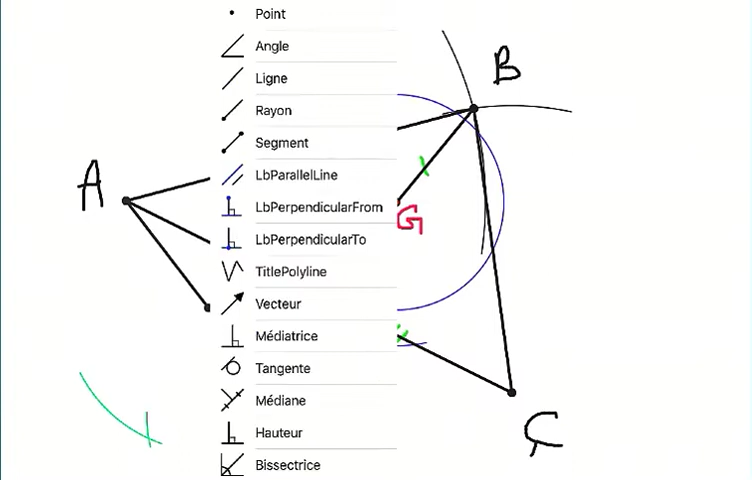 Point
Angle
Ligne
Rayon
Segment
LbParallelLine
LbPerpendicularFrom
LbPerpendicularTo
TitlePolyline
Vecteur
Médiatrice
Tangente
Médiane
Hauteur
Bissectrice
A
B
G
C